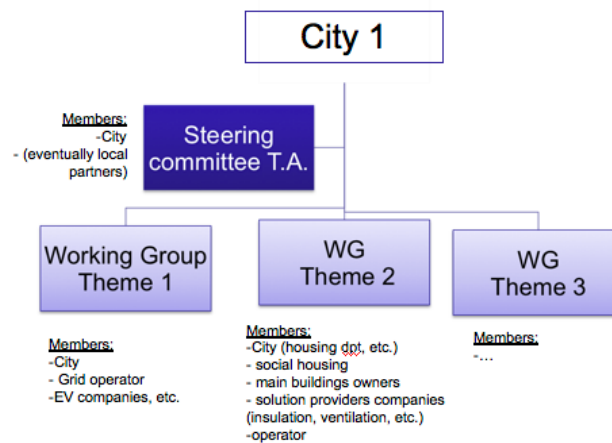 City 1
Members:
-City
- (eventually local
partners)
Steering
committee T.A.
Working Group
Theme 1
WG
Theme 2
WG
Theme 3
Members:
-City
- Grid operator
-EV companies, etc.
Members:
-City (housing dpt, etc.)
- social housing
- main buildings owners
- solution providers companies
(insulation, ventilation, etc.)
-operator
Members:
-...